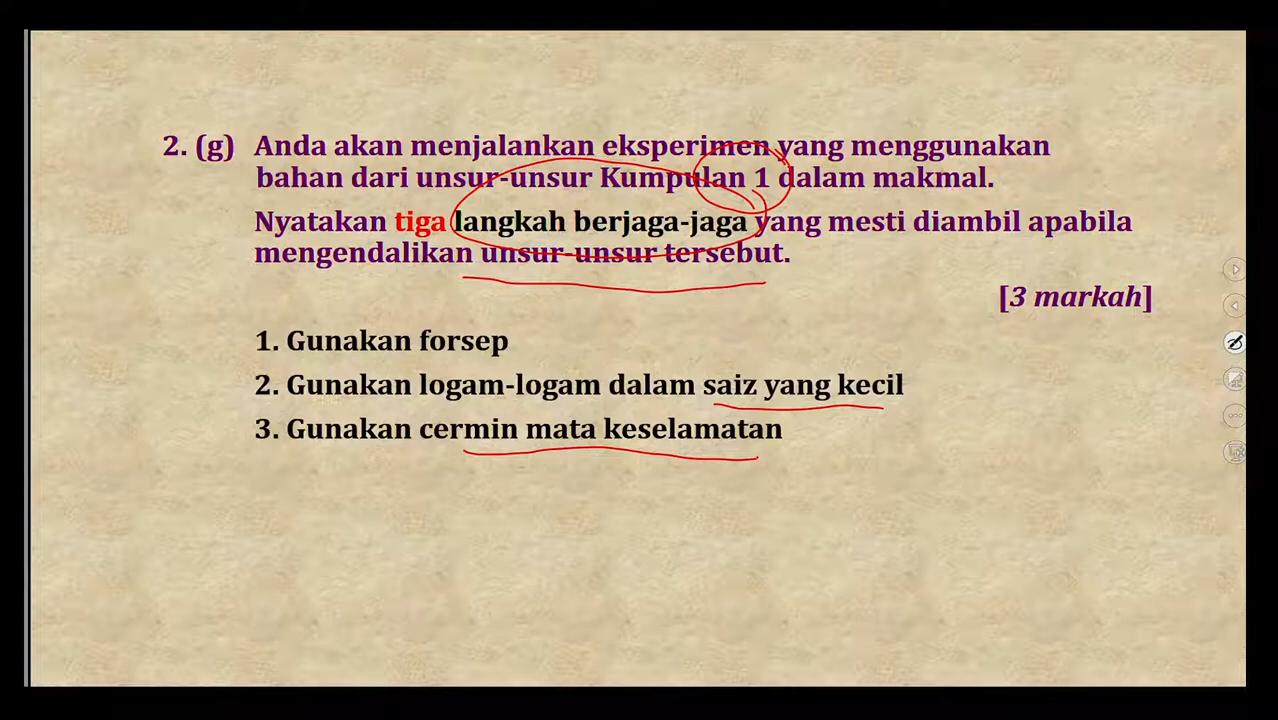 2. (g) Anda akan menjalankan eksperimen yang menggunakan
bahan dari unsur-unsur Kumpulan 1 dalam makmal.
Nyatakan tiga langkah berjaga-jaga yang mesti diambil apabila
mengendalikan unsur-unsur tersebut.
[3 markah]
1. Gunakan forsep
2. Gunakan logam-logam dalam saiz yang kecil
3. Gunakan cermin mata keselamatan